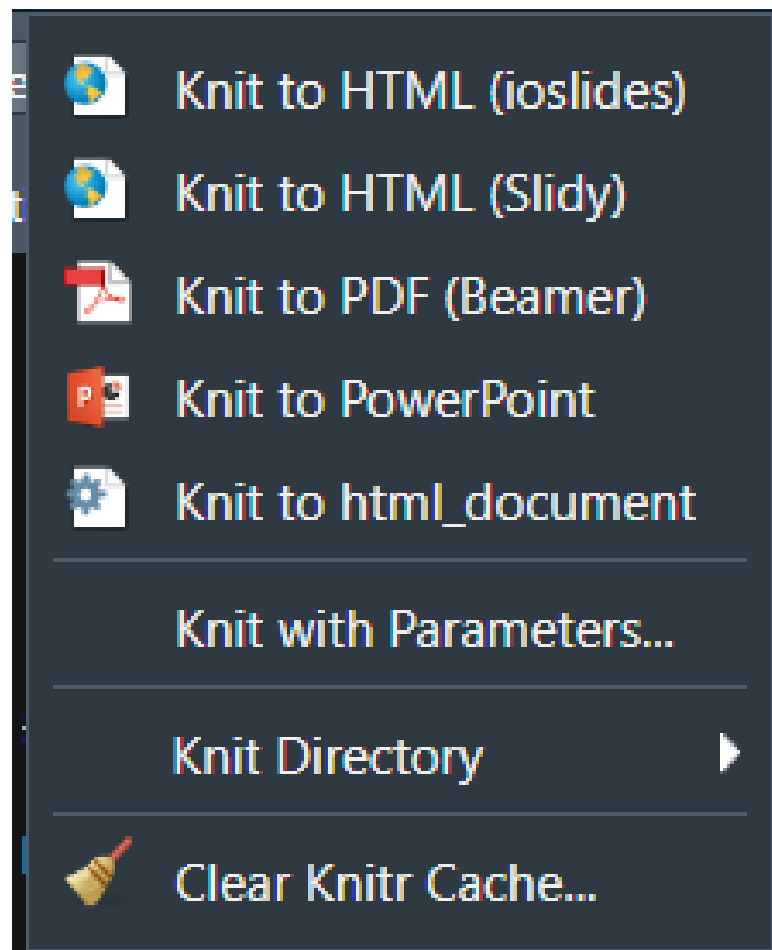 Knit to HTML (ioslides)
Knit to HTML (Slidy)
Knit to PDF (Beamer)
Knit to PowerPoint
Knit to html_document
Knit with Parameters...
Knit Directory
Clear Knitr Cache...